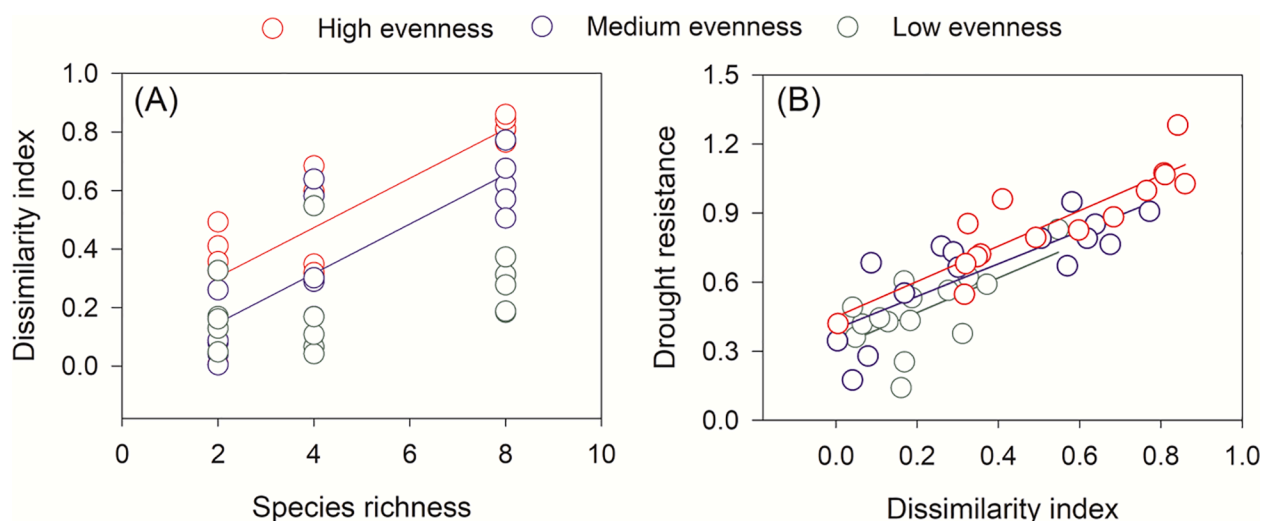 High evenness Medium evenness Low evenness
(A)
Dissimilarity index
1.0
0.8
0.6
0.4
0.2
0.0
0 2 4 6 8 10
Species richness
(B)
Drought resistance
1.5
1.2
0.9
0.6
0.3
0.0
0.0 0.2 0.4 0.6 0.8 1.0
Dissimilarity index